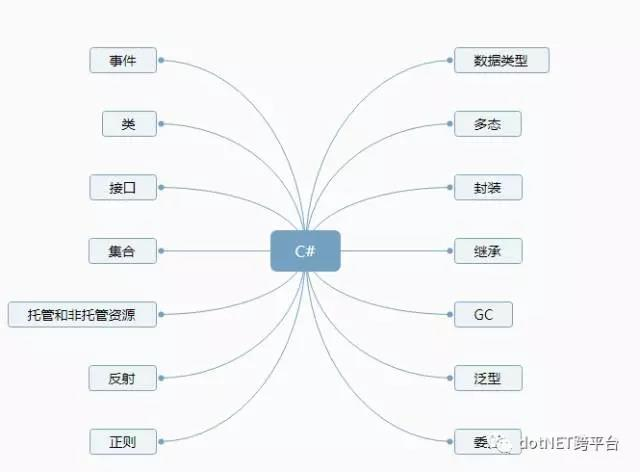 事件
类
接口
集合
托管和非托管资源
反射
正则
C#
数据类型
多态
封装
继承
GC
泛型
委
dotNET跨平台